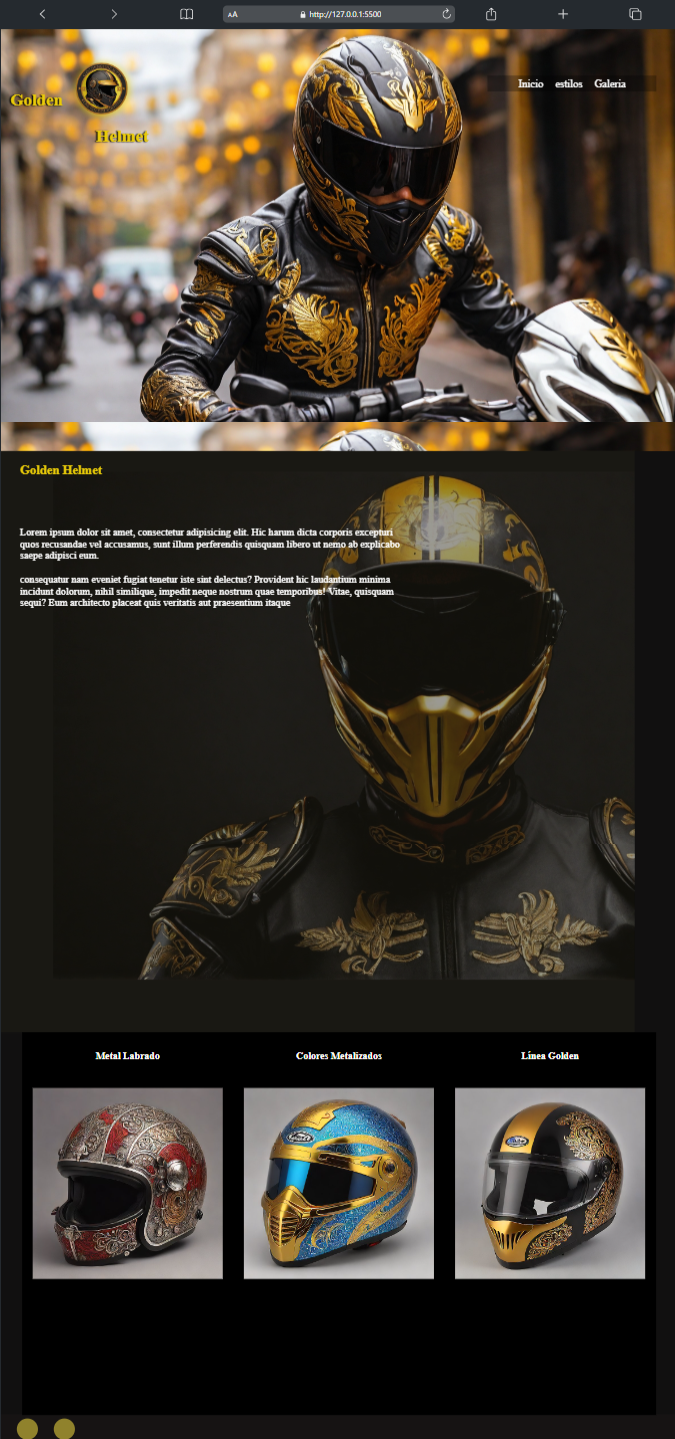 AA http://127.0.0.1:5500
Inicio estilos Galeria
Golden
Helmet
Golden Helmet
Lorem ipsum dolor sit amet, consectetur adipisicing elit. Hic harum dicta corporis excepturi
quos recusandae vel accusamus, sunt illum perferendis quisquam libero ut nemo ab explicabo
saepe adipisci eum.
consequatur nam eveniet fugiat tenetur iste sint delectus? Provident hic laudantium minima
incidunt dolorum, nihil similique, impedit neque nostrum quae temporibus! Vitae, quisquam
sequi? Eum architecto placeat quis veritatis aut praesentium itaque
Metal Labrado Colores Metalizados Línea Golden